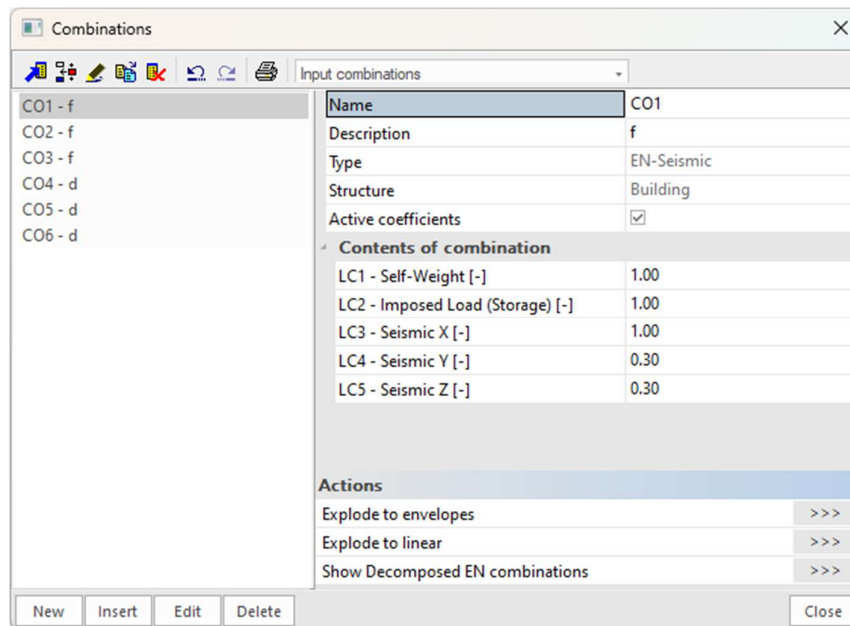 Combinations
Input combinations
CO1 - f
CO2 - f
CO3 - f
CO4 - d
CO5 - d
CO6 - d
Name CO1
Description f
Type EN-Seismic
Structure Building
Active coefficients
Contents of combination
LC1 - Self-Weight [-] 1.00
LC2 - Imposed Load (Storage) [-] 1.00
LC3 - Seismic X [-] 1.00
LC4 - Seismic Y [-] 0.30
LC5 - Seismic Z [-] 0.30
Actions
Explode to envelopes >>>
Explode to linear >>>
Show Decomposed EN combinations >>>
New Insert Edit Delete Close